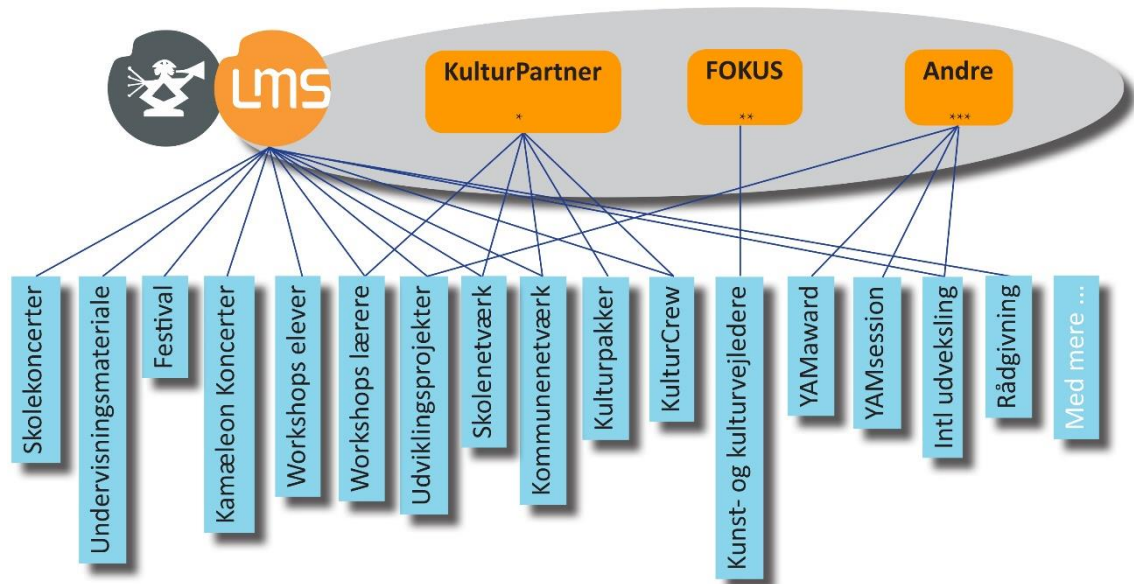 LMS
KulturPartner
*
FOKUS
**
Andre
***
Skolekoncerter
Undervisningsmateriale
Festival
Kamæleon Koncerter
Workshops elever
Workshops lærere
Udviklingsprojekter
Skolenetværk
Kommunenetværk
Kulturpakker
KulturCrew
Kunst- og kulturvejledere
YAMaward
YAMsession
Intl udveksling
Rådgivning
Med mere ...